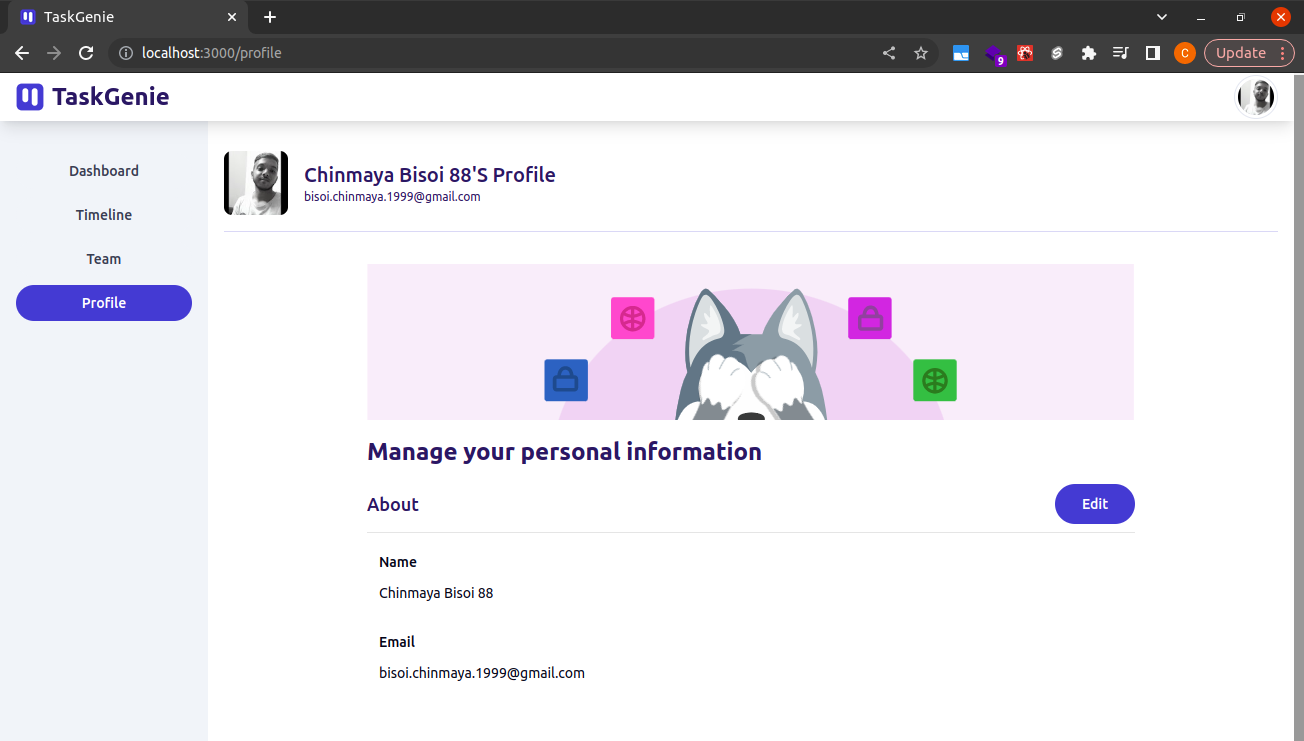 TaskGenie
localhost:3000/profile
9
C
Update
TaskGenie
Dashboard
Timeline
Team
Profile
Chinmaya Bisoi 88'S Profile
bisoi.chinmaya.1999@gmail.com
Manage your personal information
About
Edit
Name
Chinmaya Bisoi 88
Email
bisoi.chinmaya.1999@gmail.com